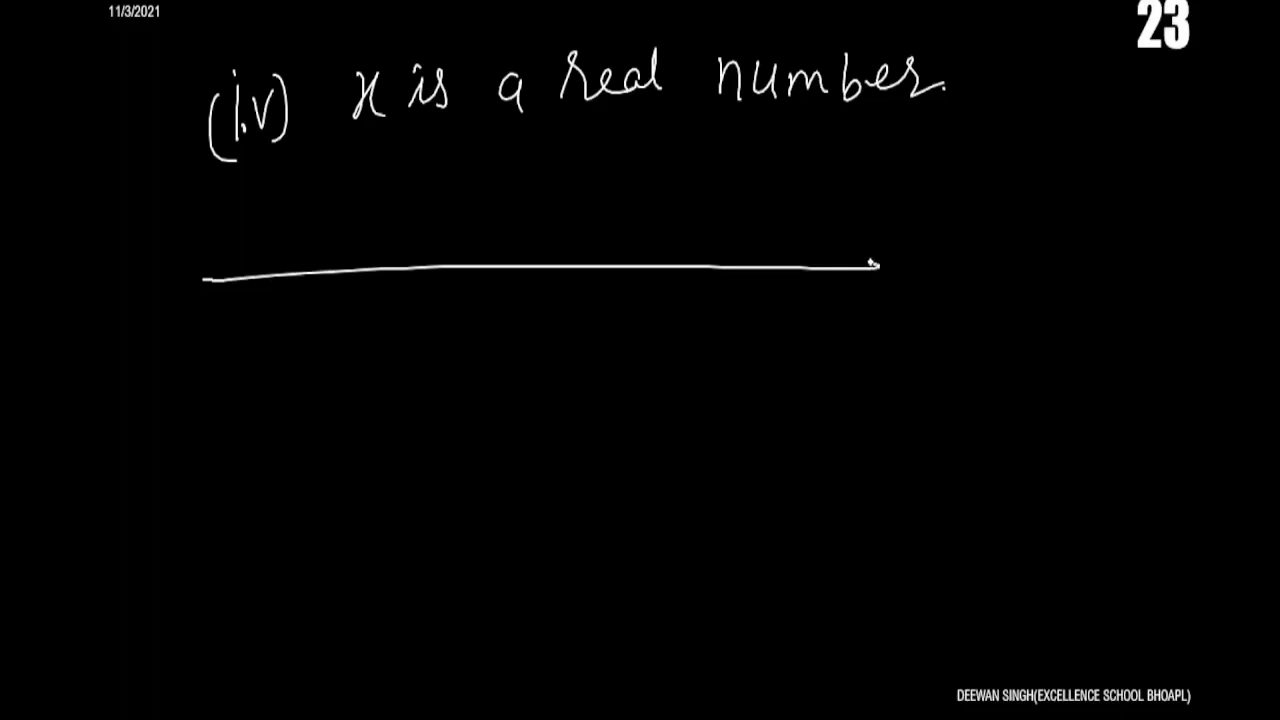 11/3/2021
23
(iv) x is a real number.
DEEWAN SINGH(EXCELLENCE SCHOOL BHOAPL)